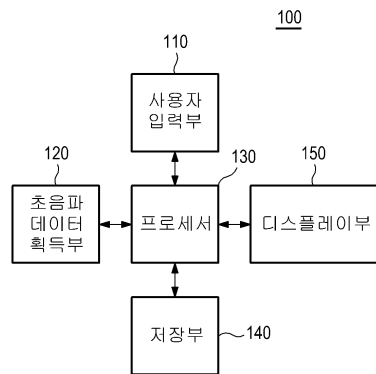 100
110
사용자
입력부
120
130
150
초음파
데이터
획득부
프로세서
디스플레이부
저장부
140